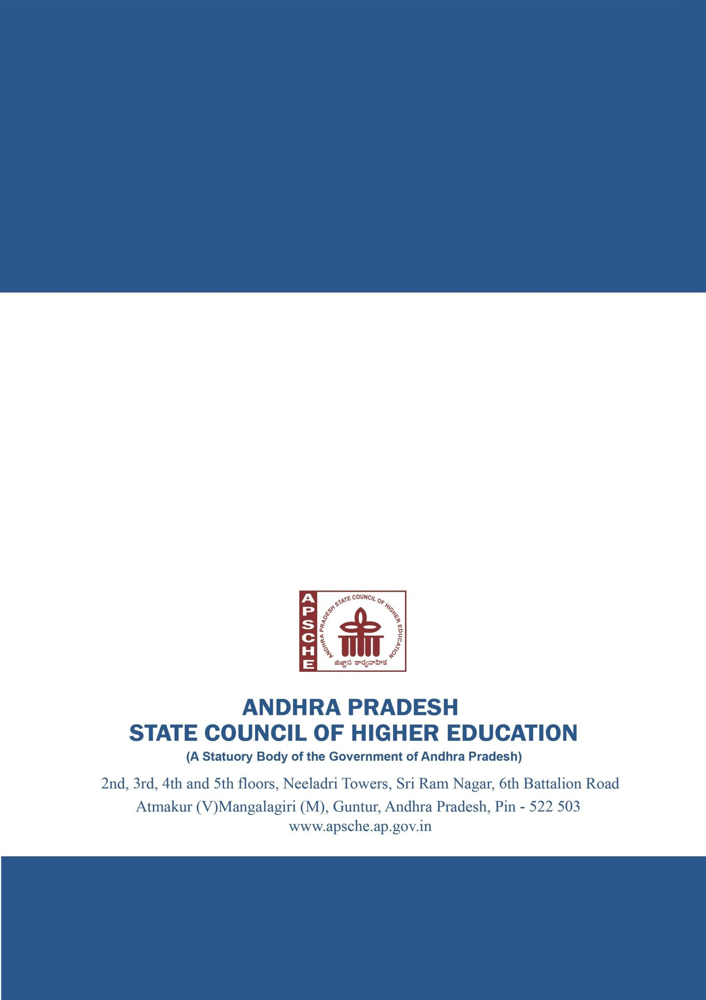 APSCHE
ANDHRA PRADESH STATE COUNCIL OF HIGHER EDUCATION
జిజ్ఞాస కార్యవాహిక
ANDHRA PRADESH
STATE COUNCIL OF HIGHER EDUCATION
(A Statuory Body of the Government of Andhra Pradesh)
2nd, 3rd, 4th and 5th floors, Neeladri Towers, Sri Ram Nagar, 6th Battalion Road
Atmakur (V)Mangalagiri (M), Guntur, Andhra Pradesh, Pin - 522 503
www.apsche.ap.gov.in